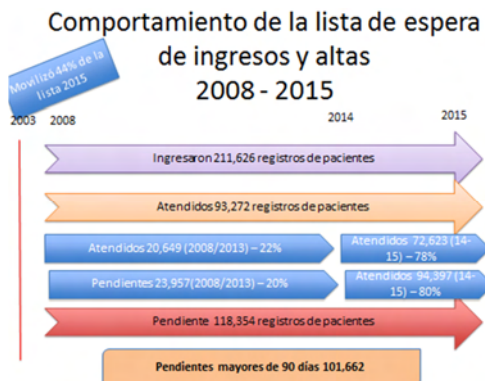 Comportamiento de la lista de espera
de ingresos y altas
2008 - 2015
Movilizó 44% de la
lista 2015
2003 2008 2014 2015
Ingresaron 211,626 registros de pacientes
Atendidos 93,272 registros de pacientes
Atendidos 20,649 (2008/2013) – 22%
Atendidos 72,623 (14-
15) – 78%
Pendientes 23,957 (2008/2013) – 20%
Atendidos 94,397 (14-
15) – 80%
Pendiente 118,354 registros de pacientes
Pendientes mayores de 90 días 101,662